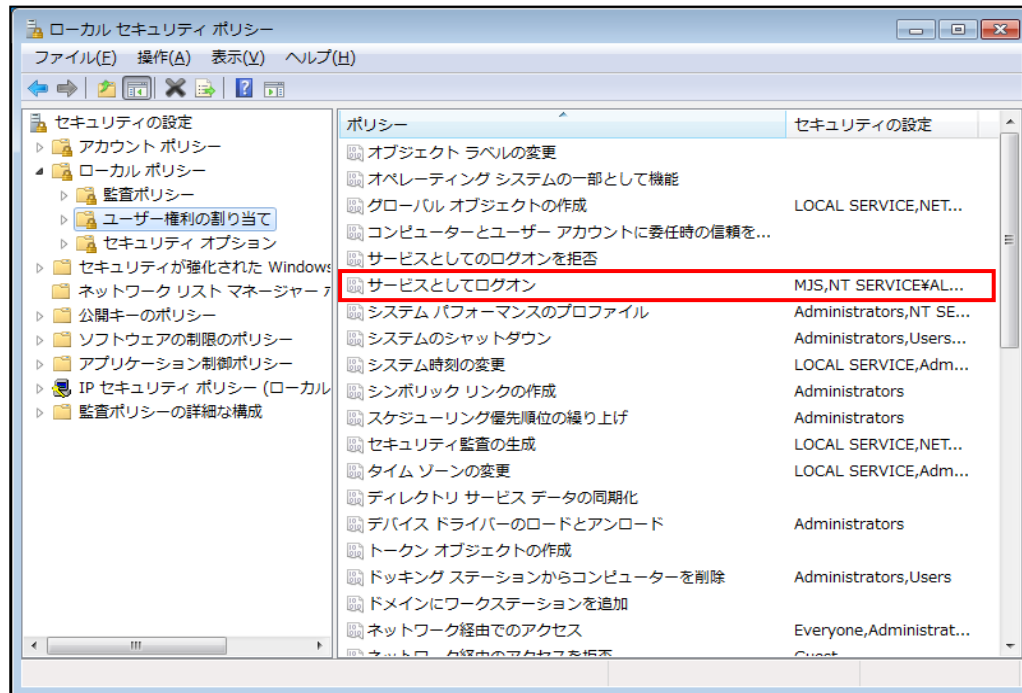 ローカル セキュリティ ポリシー
ファイル(F) 操作(A) 表示(V) ヘルプ(H)
セキュリティの設定
アカウント ポリシー
ローカル ポリシー
監査ポリシー
ユーザー権利の割り当て
セキュリティ オプション
セキュリティが強化された Windows
ネットワーク リスト マネージャー
公開キーのポリシー
ソフトウェアの制限のポリシー
アプリケーション制御ポリシー
IP セキュリティ ポリシー (ローカル
監査ポリシーの詳細な構成
ポリシー セキュリティの設定
オブジェクト ラベルの変更
オペレーティング システムの一部として機能
グローバル オブジェクトの作成 LOCAL SERVICE,NET...
コンピューターとユーザー アカウントに委任時の信頼を...
サービスとしてのログオンを拒否
サービスとしてログオン MJS,NT SERVICE¥AL...
システム パフォーマンスのプロファイル Administrators,NT SE...
システムのシャットダウン Administrators,Users...
システム時刻の変更 LOCAL SERVICE,Adm...
シンボリック リンクの作成 Administrators
スケジューリング優先順位の繰り上げ Administrators
セキュリティ監査の生成 LOCAL SERVICE,NET...
タイム ゾーンの変更 LOCAL SERVICE,Adm...
ディレクトリ サービス データの同期化
デバイス ドライバーのロードとアンロード Administrators
トークン オブジェクトの作成
ドッキング ステーションからコンピューターを削除 Administrators,Users
ドメインにワークステーションを追加
ネットワーク経由でのアクセス Everyone,Administrat...
ネットワーク経由のアクセスを拒否 Guest